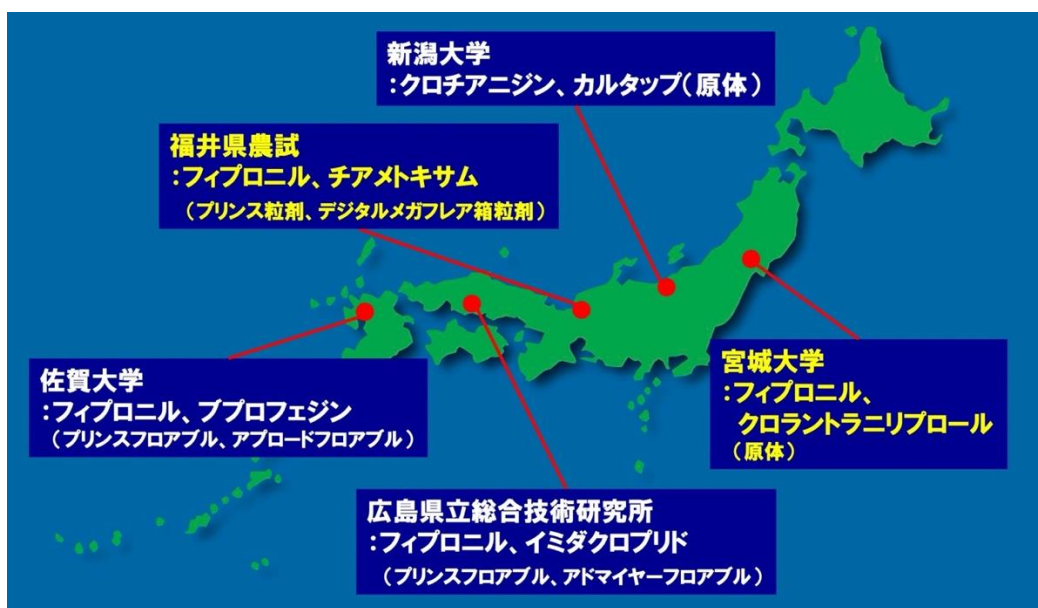 新潟大学
：クロチアニジン、カルタップ（原体）
福井県農試
：フィプロニル、チアメトキサム
（プリンス粒剤、デジタルメガフレア箱粒剤）
佐賀大学
：フィプロニル、ブプロフェジン
（プリンスフロアブル、アプロードフロアブル）
宮城大学
：フィプロニル、
クロラントラニリプロール
（原体）
広島県立総合技術研究所
：フィプロニル、イミダクロプリド
（プリンスフロアブル、アドマイヤーフロアブル）